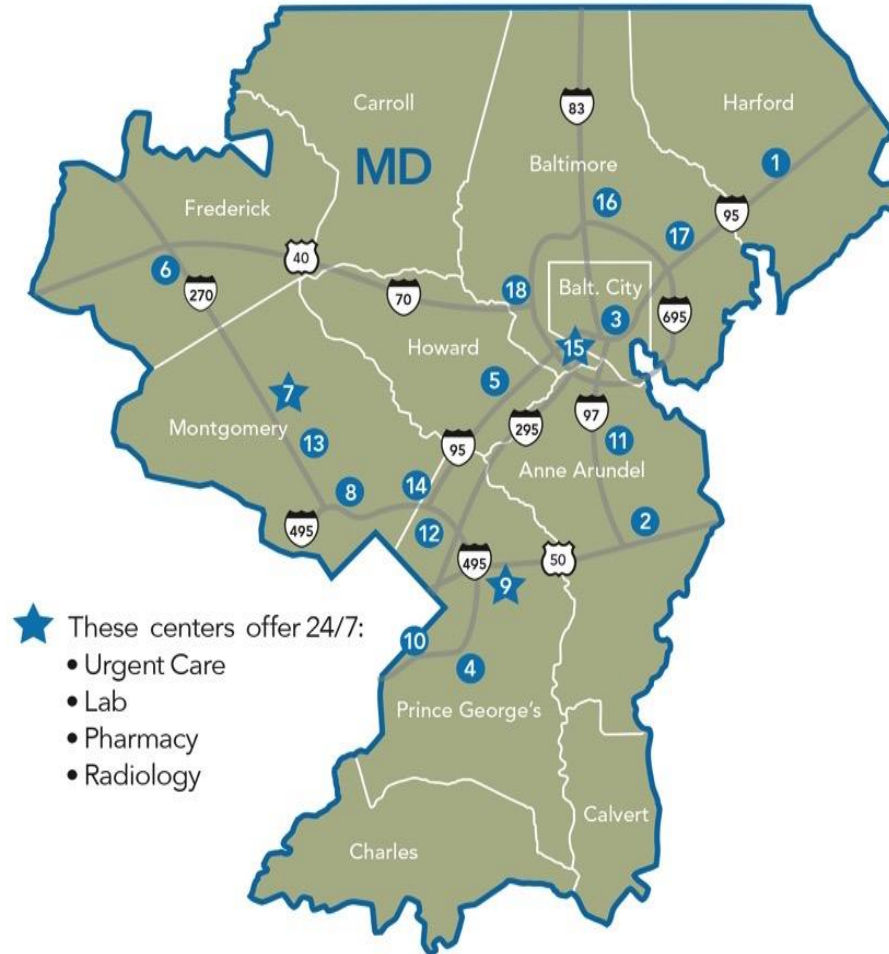 83
Carroll
Harford
MD
Baltimore
1
Frederick
16
95
17
40
6
270
70
18
Balt. City
3
695
15
Howard
5
7
97
Montgomery
13
95
295
11
Anne Arundel
14
8
2
495
12
495
50
9
These centers offer 24/7:
• Urgent Care
• Lab
• Pharmacy
• Radiology
10
4
Prince George's
Calvert
Charles